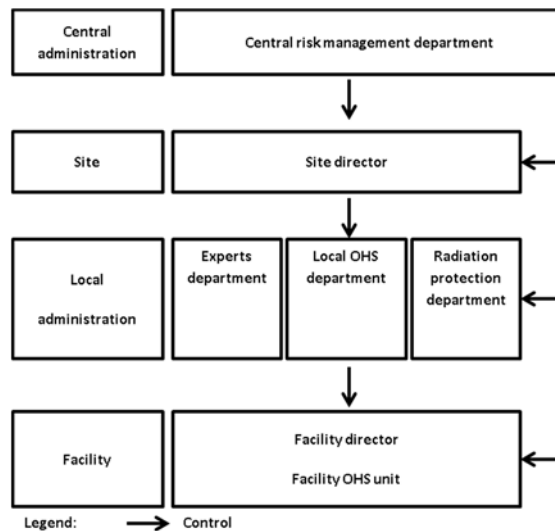 Central
administration
Central risk management department
Site
Site director
Local
administration
Experts
department
Local OHS
department
Radiation
protection
department
Facility
Facility director
Facility OHS unit
Legend:
Control